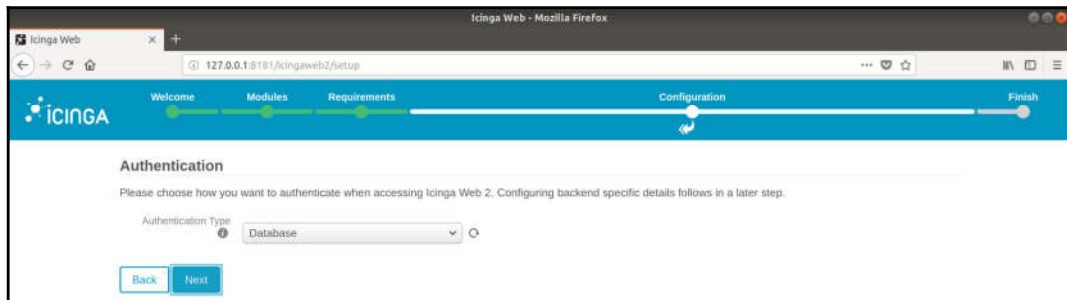 Icinga Web - Mozilla Firefox
Icinga Web
127.0.0.1:8181/icingaweb2/setup
ICINGA
Welcome Modules Requirements Configuration Finish
Authentication
Please choose how you want to authenticate when accessing Icinga Web 2. Configuring backend specific details follows in a later step.
Authentication Type Database
Back Next